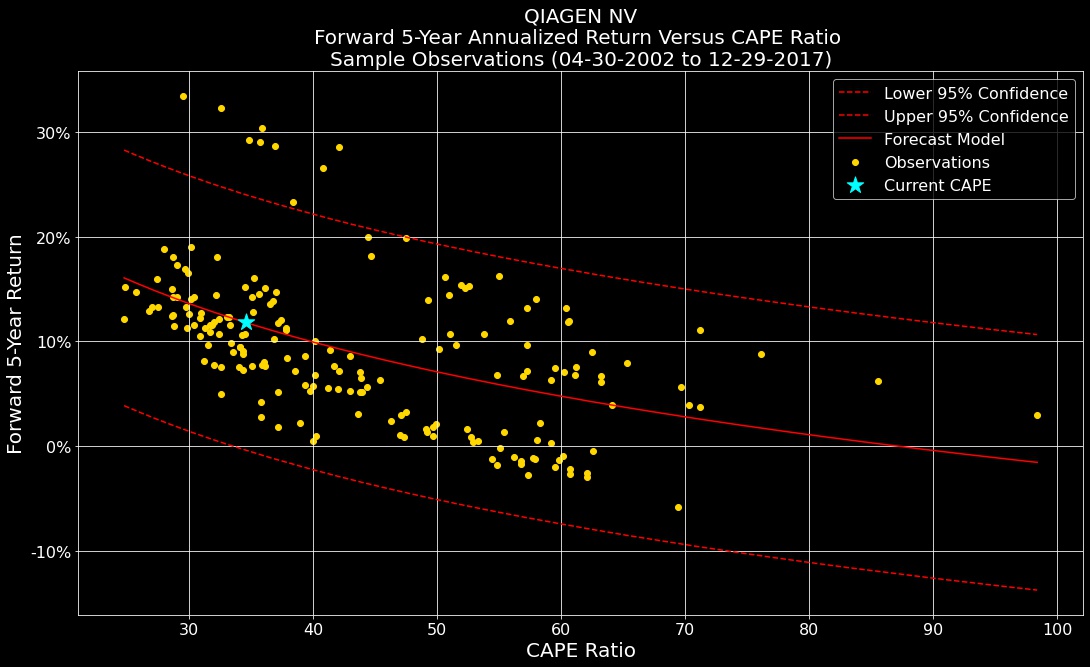 QIAGEN NV
Forward 5-Year Annualized Return Versus CAPE Ratio
Sample Observations (04-30-2002 to 12-29-2017)
Lower 95% Confidence
Upper 95% Confidence
Forecast Model
Observations
Current CAPE
Forward 5-Year Return
30%
20%
10%
0%
-10%
30 40 50 60 70 80 90 100
CAPE Ratio